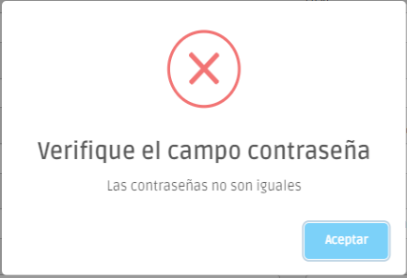 Verifique el campo contraseña
Las contraseñas no son iguales
Aceptar